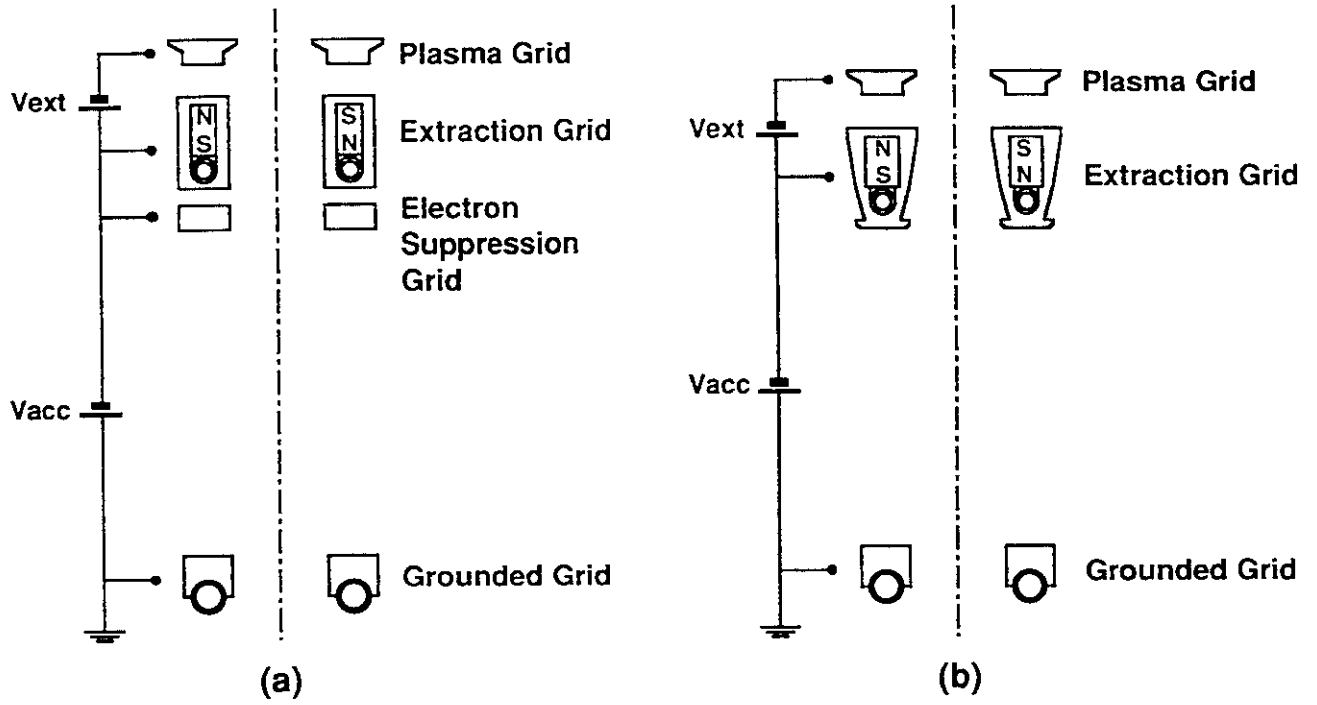 Plasma Grid
Vext
N S
S N
Extraction Grid
Electron
Suppression
Grid
Vacc
Grounded Grid
(a)
Plasma Grid
Vext
N S
S N
Extraction Grid
Vacc
Grounded Grid
(b)